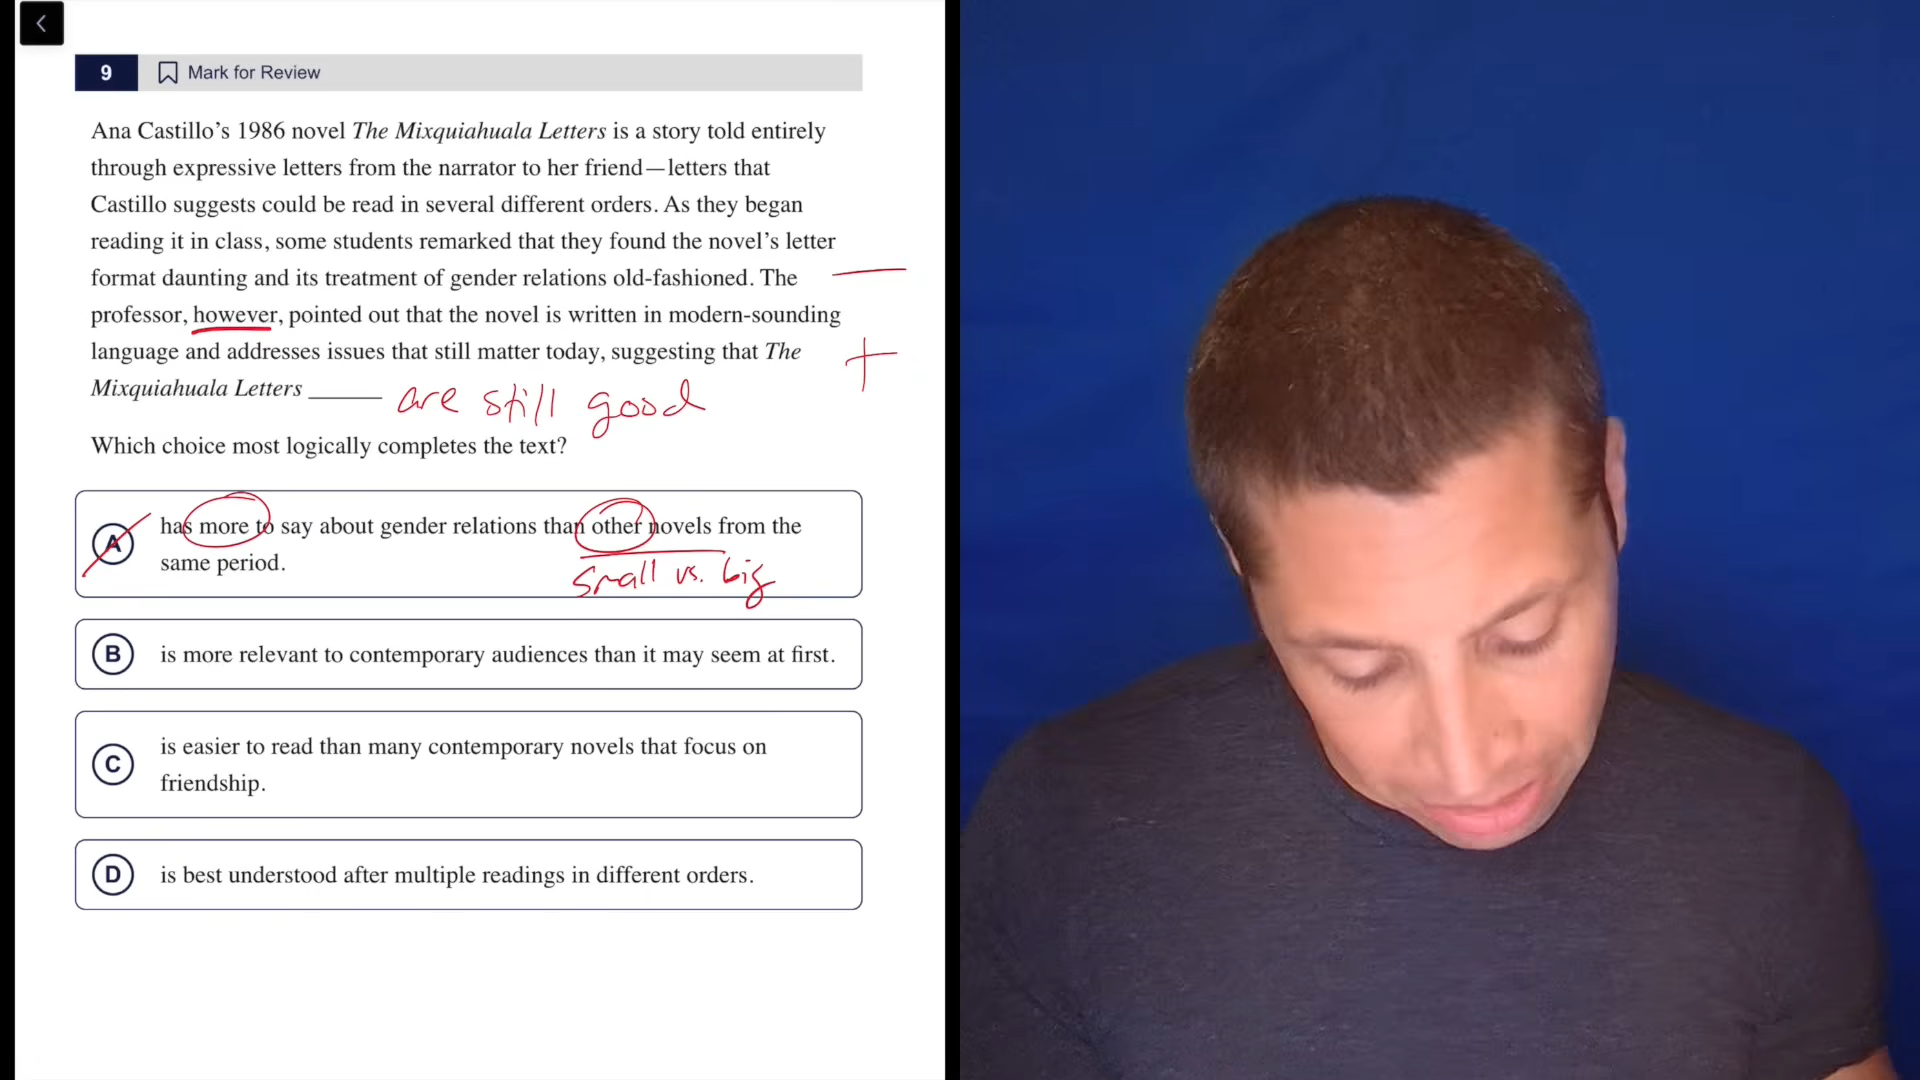 9 Mark for Review
Ana Castillo's 1986 novel The Mixquiahuala Letters is a story told entirely
through expressive letters from the narrator to her friend—letters that
Castillo suggests could be read in several different orders. As they began
reading it in class, some students remarked that they found the novel's letter
format daunting and its treatment of gender relations old-fashioned. The
professor, however, pointed out that the novel is written in modern-sounding
language and addresses issues that still matter today, suggesting that The
Mixquiahuala Letters ______ are still good
Which choice most logically completes the text?
A has more to say about gender relations than other novels from the
same period.
small vs. big
B is more relevant to contemporary audiences than it may seem at first.
C is easier to read than many contemporary novels that focus on
friendship.
D is best understood after multiple readings in different orders.